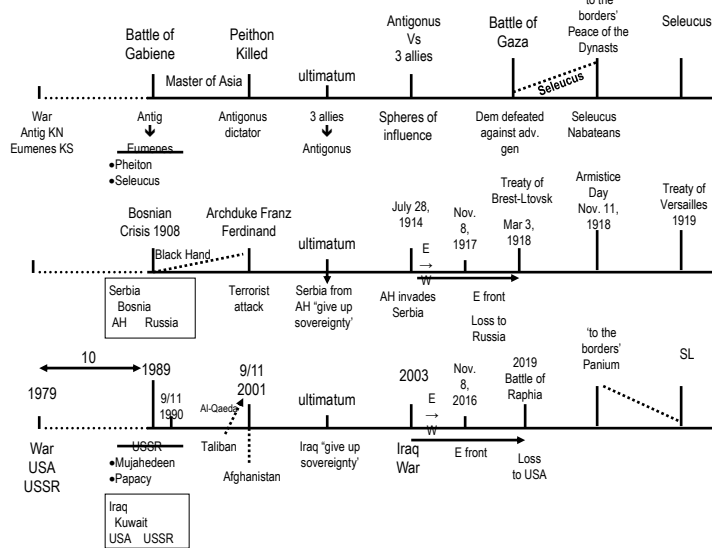 'to the
borders'
Peace of the
Dynasts
Battle of
Gabiene
Peithon
Killed
Antigonus
Vs
3 allies
Battle of
Gaza
Seleucus
Master of Asia
ultimatum
Seleucus
War
Antig KN
Eumenes KS
Antig
Eumenes
•Pheiton
•Seleucus
Antigonus
dictator
3 allies
Antigonus
Spheres of
influence
Dem defeated
against adv.
gen
Seleucus
Nabateans
Bosnian
Crisis 1908
Archduke Franz
Ferdinand
ultimatum
July 28,
1914
Nov.
8,
1917
Treaty of
Brest-Ltovsk
Mar 3,
1918
Armistice
Day
Nov. 11,
1918
Treaty of
Versailles
1919
Black Hand
E
→
W
Serbia
Bosnia
AH Russia
Terrorist
attack
Serbia from
AH "give up
sovereignty'
AH invades
Serbia
E front
Loss to
Russia
10
1979
1989
9/11
1990
Al-Qaeda
9/11
2001
ultimatum
2003
E
→
W
Nov.
8,
2016
2019
Battle of
Raphia
'to the
borders'
Panium
SL
War
USA
USSR
USSR
•Mujahedeen
•Papacy
Taliban
Afghanistan
Iraq "give up
sovereignty'
Iraq
War
E front
Loss
to USA
Iraq
Kuwait
USA USSR